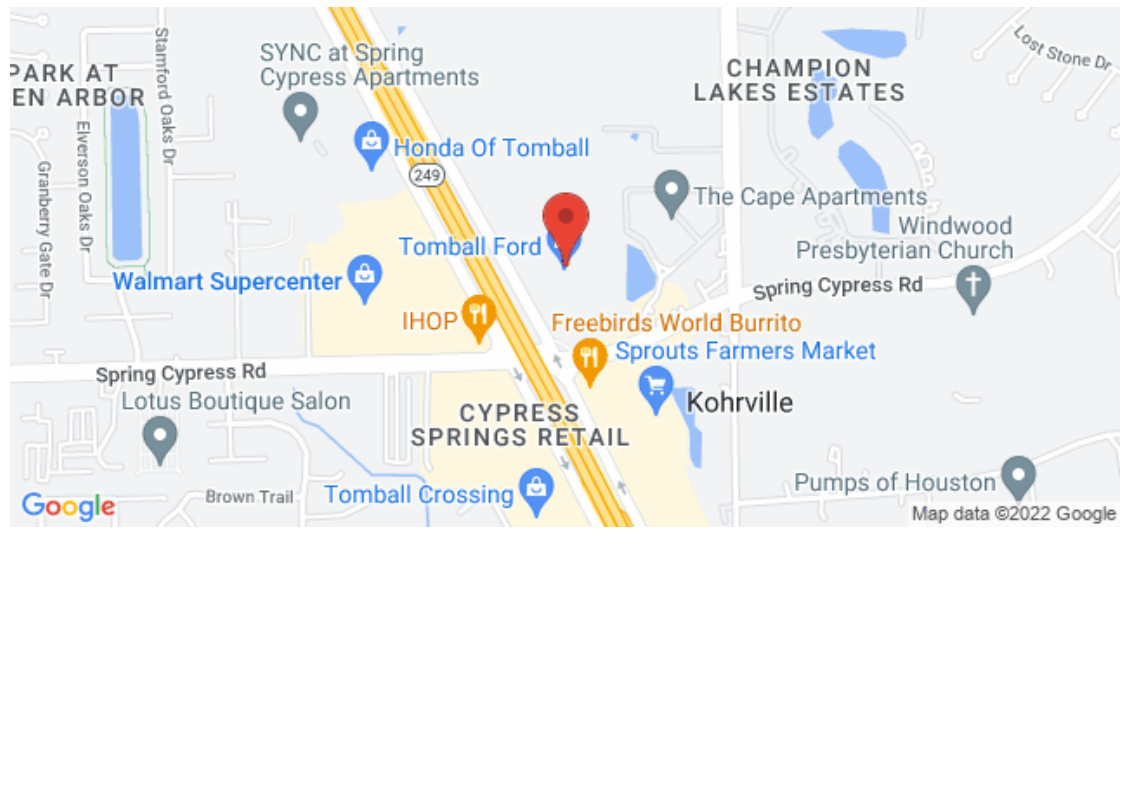 Stamford Oaks Dr
SYNC at Spring
Cypress Apartments
PARK AT
EN ARBOR
CHAMPION
LAKES ESTATES
Lost Stone Dr
Elverson Oaks Dr
Granberry Gate Dr
Honda Of Tomball
249
The Cape Apartments
Windwood
Presbyterian Church
Tomball Ford
Walmart Supercenter
Spring Cypress Rd
IHOP
Freebirds World Burrito
Sprouts Farmers Market
Spring Cypress Rd
Lotus Boutique Salon
Kohrville
CYPRESS
SPRINGS RETAIL
Pumps of Houston
Tomball Crossing
Brown Trail
Google
Map data ©2022 Google